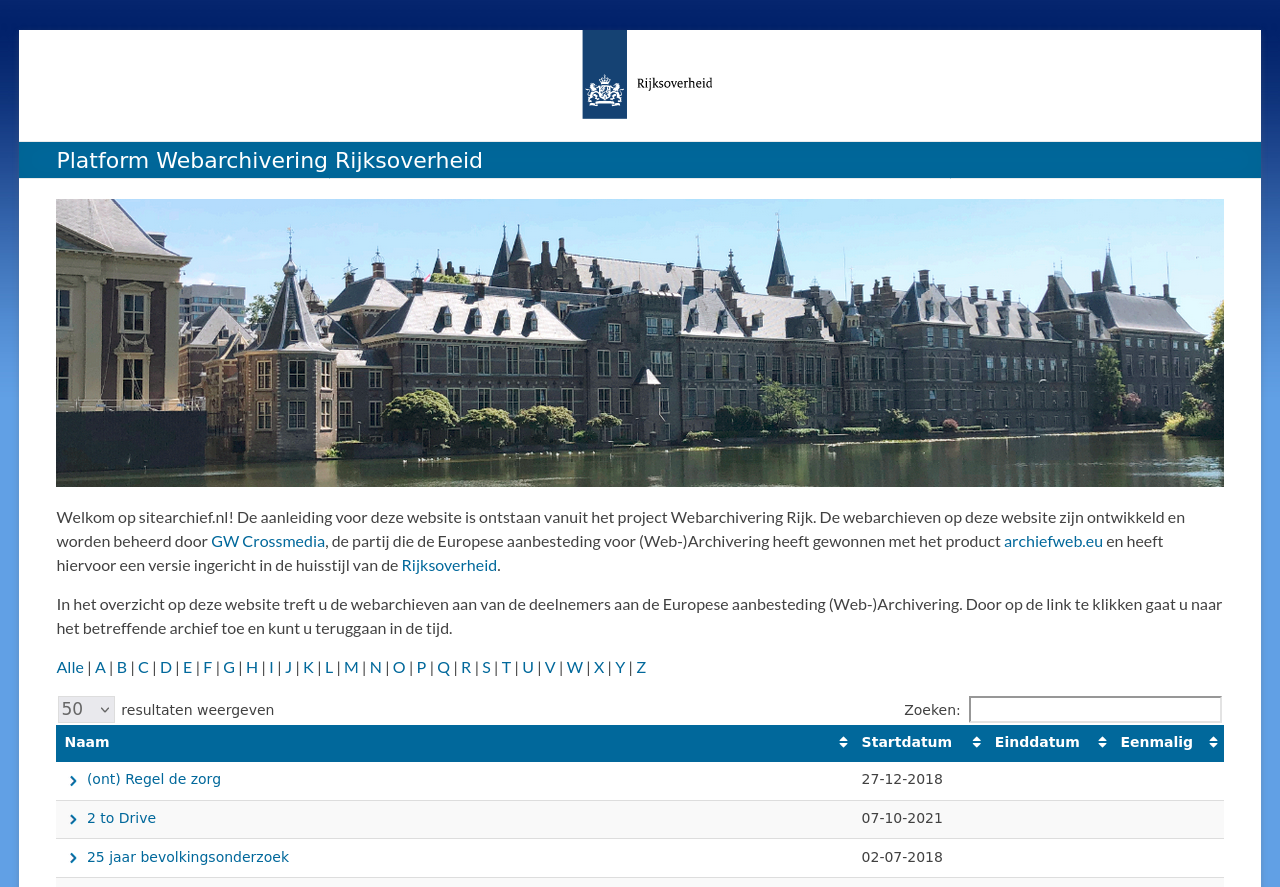 Rijksoverheid
Platform Webarchivering Rijksoverheid
Welkom op sitearchief.nl! De aanleiding voor deze website is ontstaan vanuit het project Webarchivering Rijk. De webarchieven op deze website zijn ontwikkeld en
worden beheerd door GW Crossmedia, de partij die de Europese aanbesteding voor (Web-)Archivering heeft gewonnen met het product archiefweb.eu en heeft
hiervoor een versie ingericht in de huisstijl van de Rijksoverheid.
In het overzicht op deze website treft u de webarchieven aan van de deelnemers aan de Europese aanbesteding (Web-)Archivering. Door op de link te klikken gaat u naar
het betreffende archief toe en kunt u teruggaan in de tijd.
Alle | A | B | C | D | E | F | G | H | I | J | K | L | M | N | O | P | Q | R | S | T | U | V | W | X | Y | Z
50 resultaten weergeven Zoeken:
Naam Startdatum Einddatum Eenmalig
(ont) Regel de zorg 27-12-2018
2 to Drive 07-10-2021
25 jaar bevolkingsonderzoek 02-07-2018